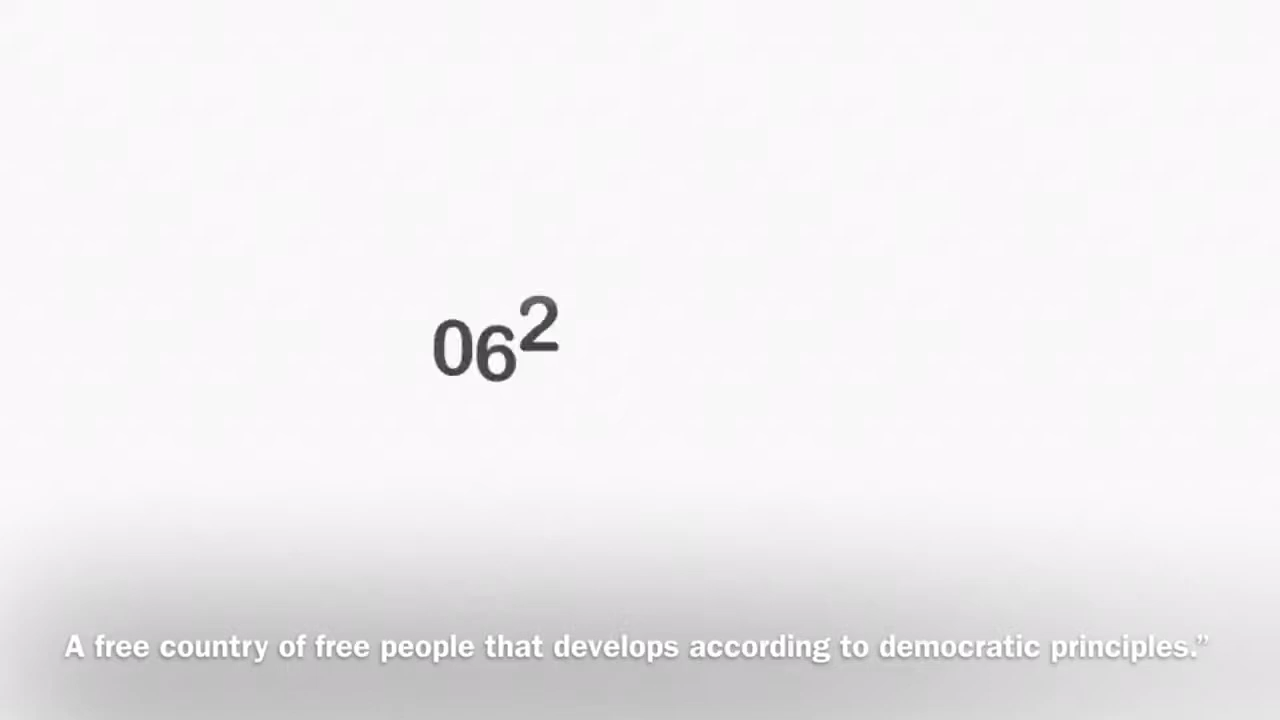 062
A free country of free people that develops according to democratic principles.”